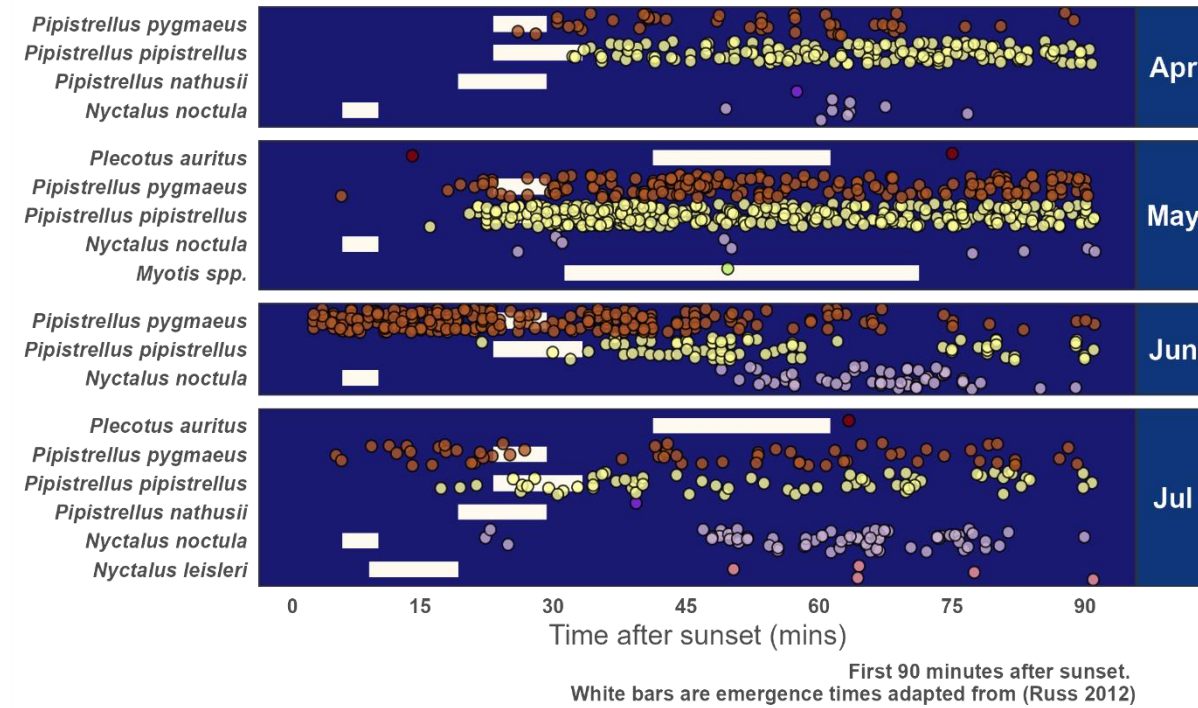 Pipistrellus pygmaeus
Pipistrellus pipistrellus
Pipistrellus nathusii
Nyctalus noctula
Apr
Plecotus auritus
Pipistrellus pygmaeus
Pipistrellus pipistrellus
Nyctalus noctula
Myotis spp.
May
Pipistrellus pygmaeus
Pipistrellus pipistrellus
Nyctalus noctula
Jun
Plecotus auritus
Pipistrellus pygmaeus
Pipistrellus pipistrellus
Pipistrellus nathusii
Nyctalus noctula
Nyctalus leisleri
Jul
0 15 30 45 60 75 90
Time after sunset (mins)
First 90 minutes after sunset.
White bars are emergence times adapted from (Russ 2012)